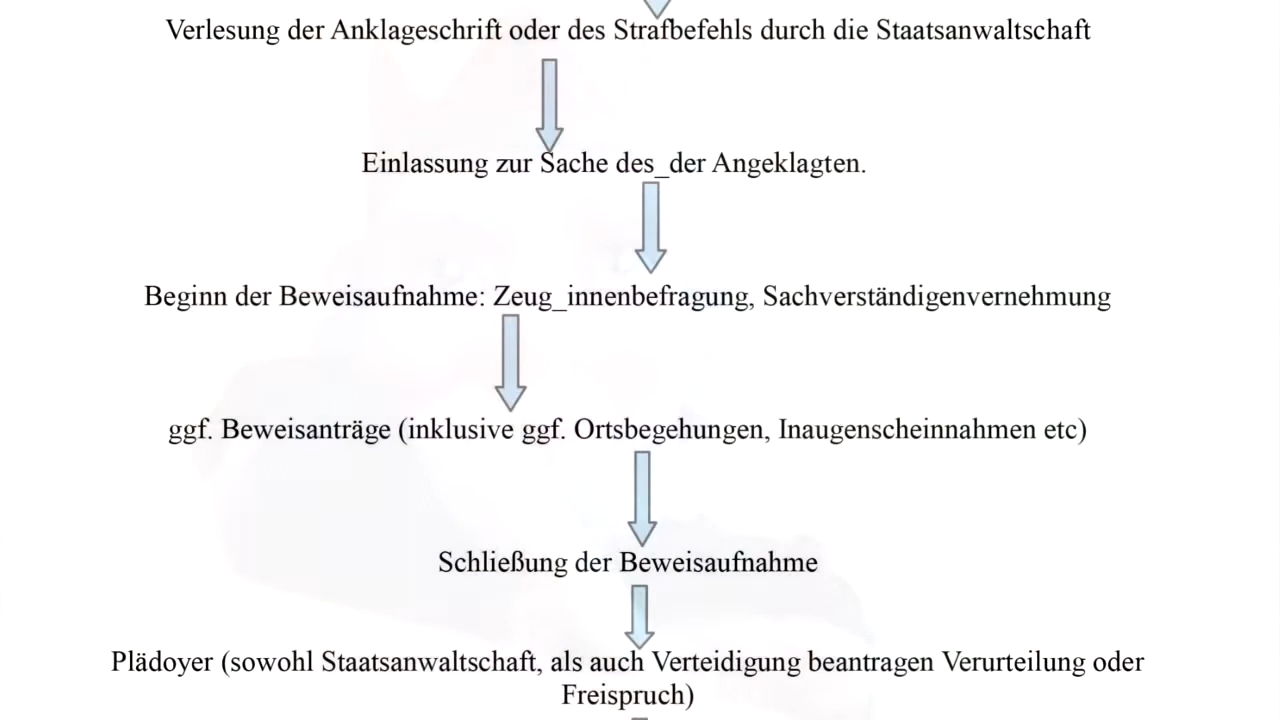 Verlesung der Anklageschrift oder des Strafbefehls durch die Staatsanwaltschaft
Einlassung zur Sache des_der Angeklagten.
Beginn der Beweisaufnahme: Zeug_innenbefragung, Sachverständigenvernehmung
ggf. Beweisanträge (inklusive ggf. Ortsbegehungen, Inaugenscheinnahmen etc)
Schließung der Beweisaufnahme
Plädoyer (sowohl Staatsanwaltschaft, als auch Verteidigung beantragen Verurteilung oder
Freispruch)